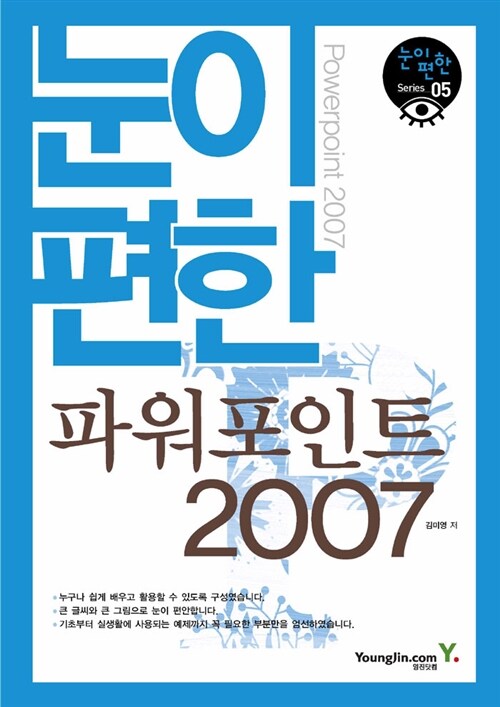 눈이
편한
Powerpoint 2007
눈이
편한
Series_05
파워포인트
2007
김미영 저
누구나 쉽게 배우고 활용할 수 있도록 구성했습니다.
큰 글씨와 큰 그림으로 눈이 편안합니다.
기초부터 실생활에 사용되는 예제까지 꼭 필요한 부분만을 엄선하였습니다.
YoungJin.com Y.
영진닷컴